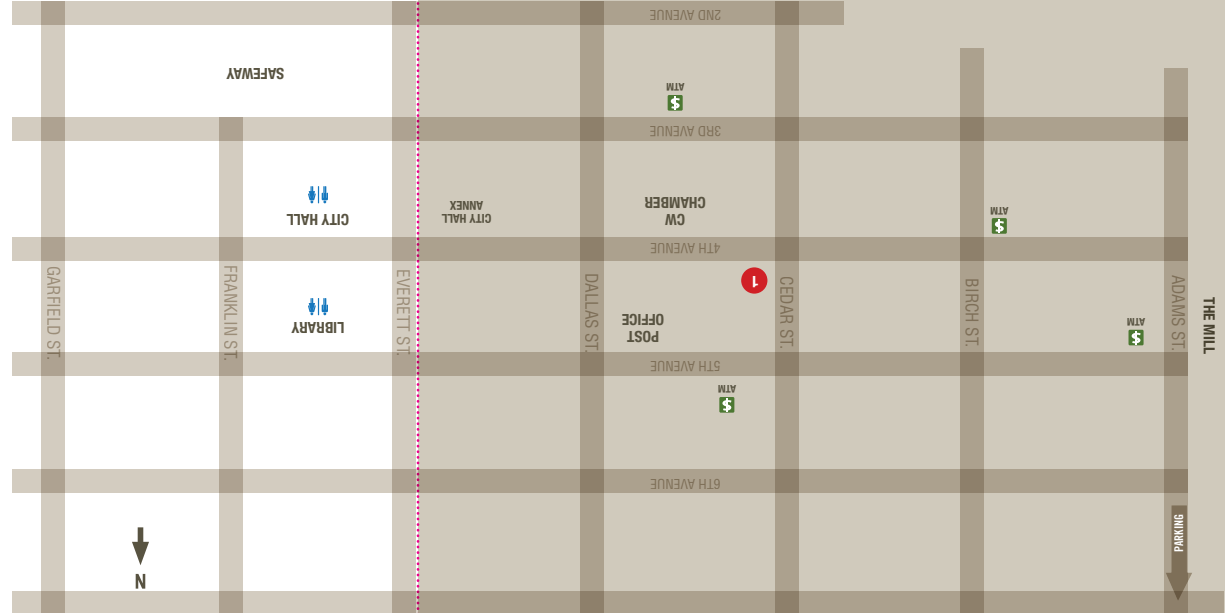 2ND AVENUE
SAFEWAY
ATM
$
3RD AVENUE
CITY HALL
CITY HALL
ANNEX
CW
CHAMBER
ATM
$
4TH AVENUE
GARFIELD ST.
FRANKLIN ST.
EVERETT ST.
DALLAS ST.
1
CEDAR ST.
BIRCH ST.
ADAMS ST.
THE MILL
LIBRARY
POST
OFFICE
ATM
$
5TH AVENUE
ATM
$
6TH AVENUE
PARKING
N